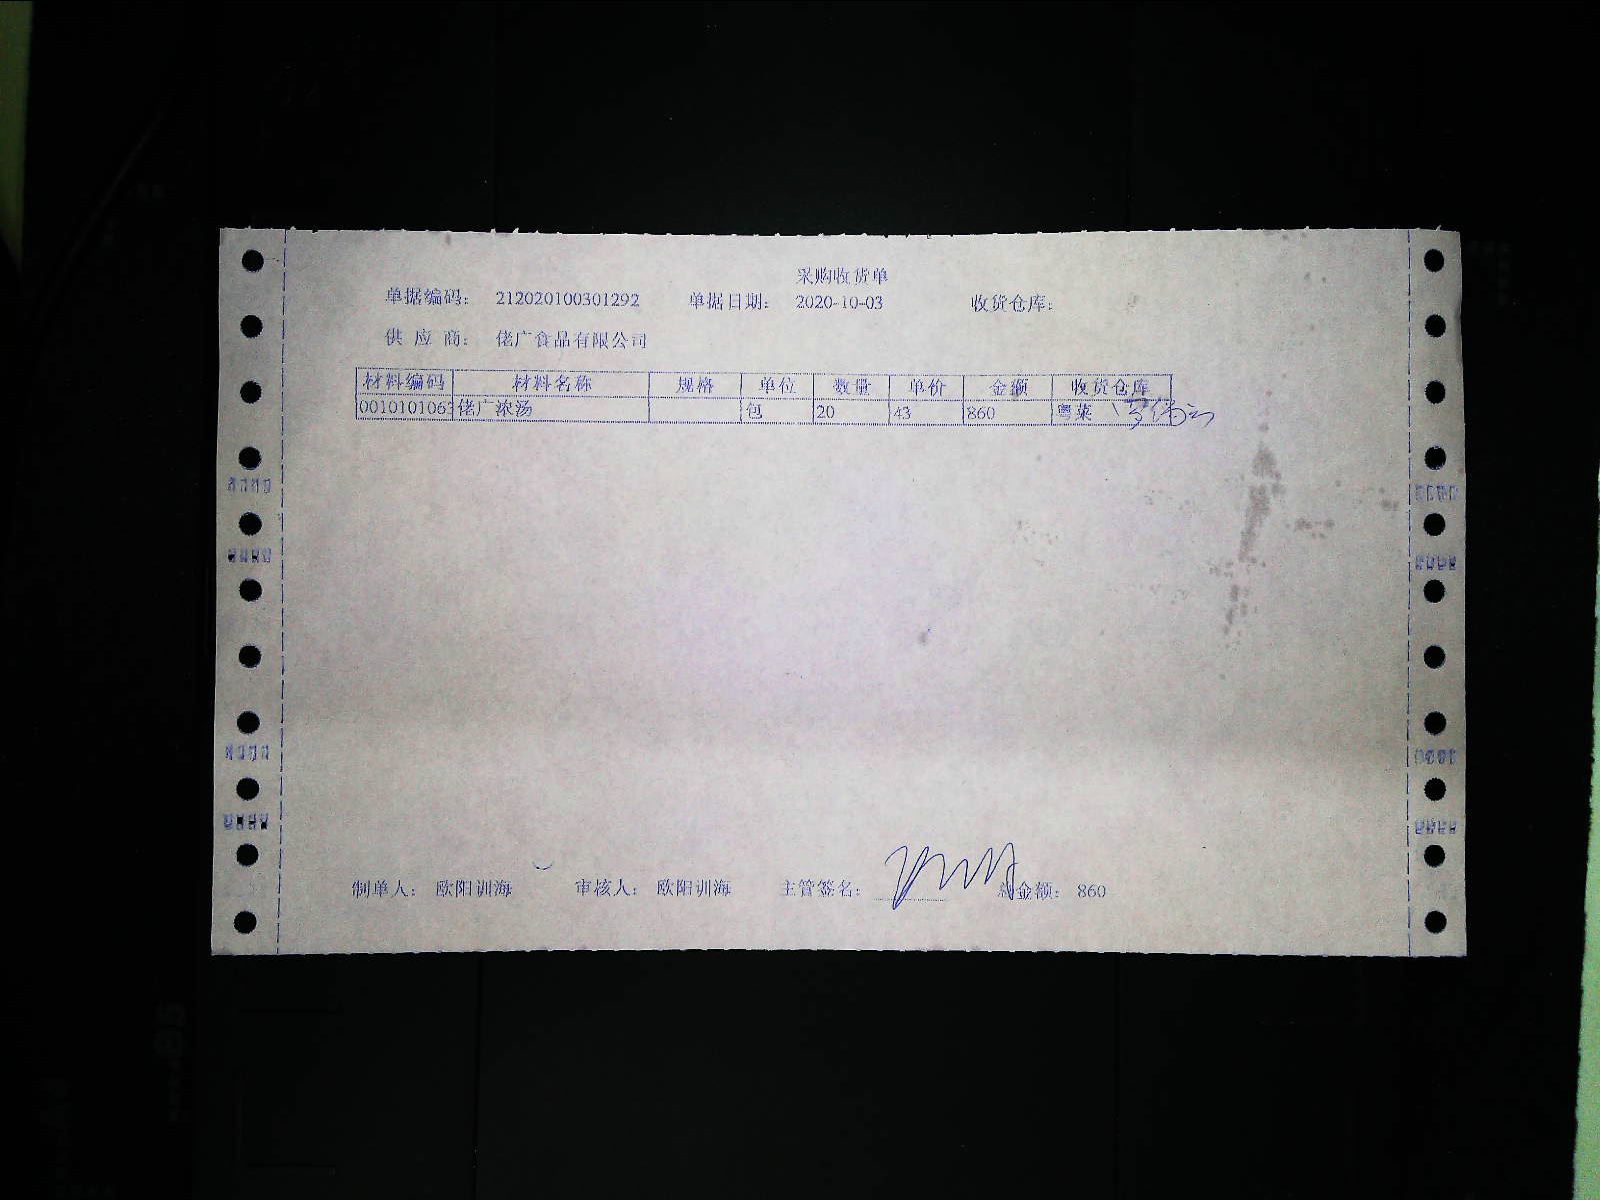 采购收货单
单据编码: 212020100301292 单据日期: 2020-10-03 收货仓库:
供 应 商: 佬广食品有限公司
材料编码 材料名称 规格 单位 数量 单价 金额 收货仓库
0010101063 佬广浓汤 包 20 43 860 粤菜
制单人: 欧阳训海 审核人: 欧阳训海 主管签名: 总金额: 860